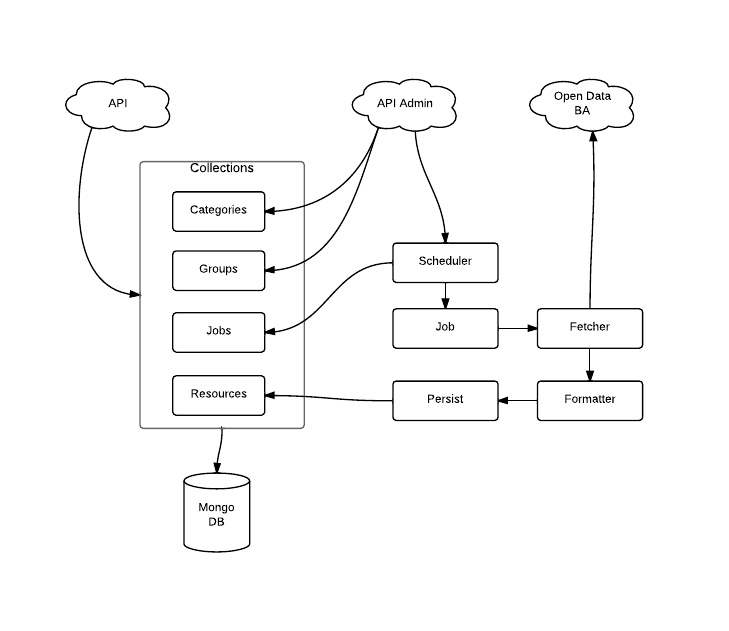 API
API Admin
Open Data
BA
Collections
Categories
Groups
Jobs
Resources
Scheduler
Job
Fetcher
Persist
Formatter
Mongo
DB